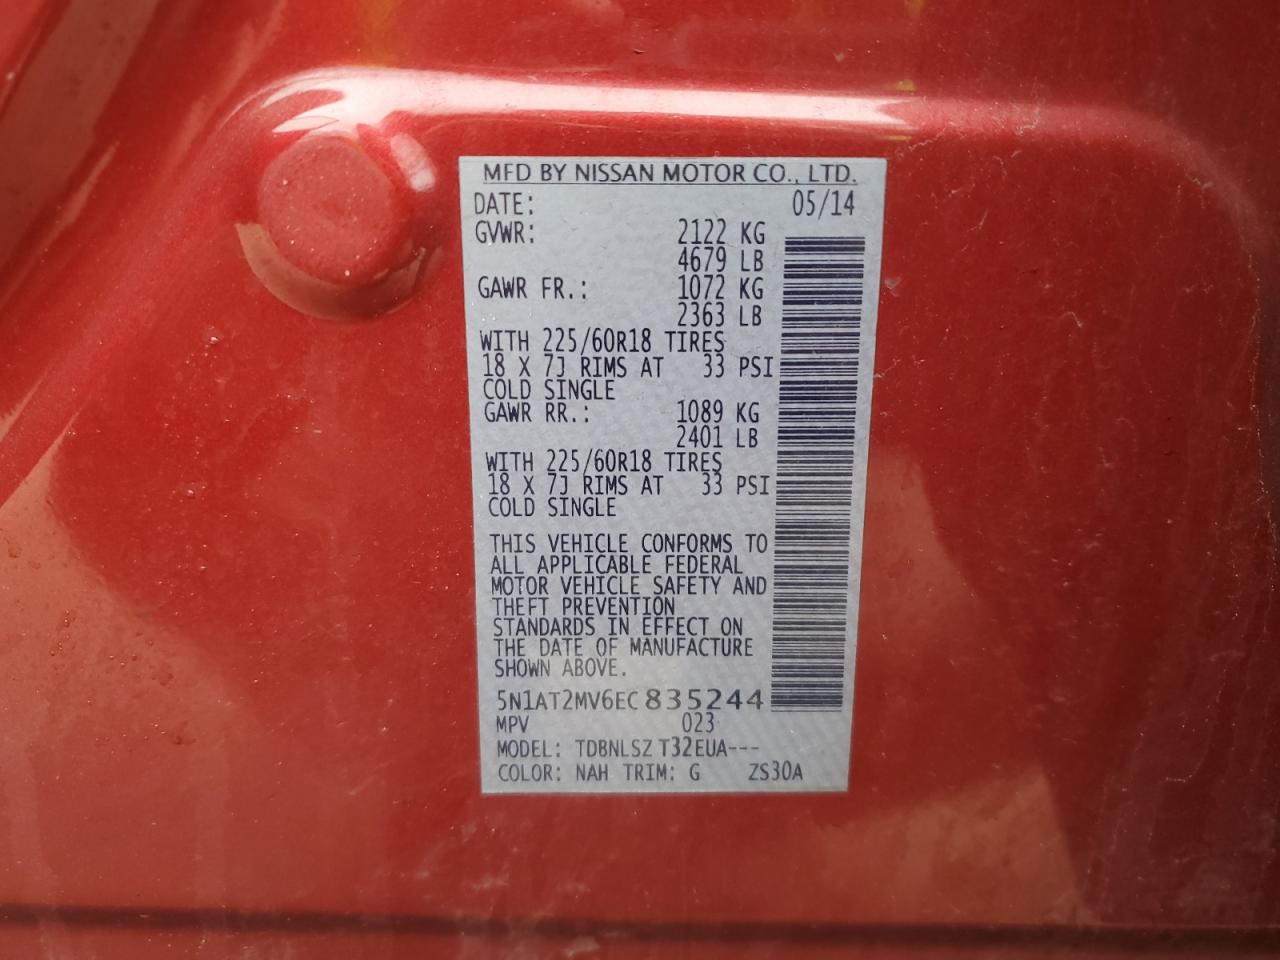 MFD BY NISSAN MOTOR CO., LTD.
DATE: 05/14
GVWR: 2122 KG
4679 LB
GAWR FR.: 1072 KG
2363 LB
WITH 225/60R18 TIRES
18 X 7J RIMS AT 33 PSI
COLD SINGLE
GAWR RR.: 1089 KG
2401 LB
WITH 225/60R18 TIRES
18 X 7J RIMS AT 33 PSI
COLD SINGLE
THIS VEHICLE CONFORMS TO
ALL APPLICABLE FEDERAL
MOTOR VEHICLE SAFETY AND
THEFT PREVENTION
STANDARDS IN EFFECT ON
THE DATE OF MANUFACTURE
SHOWN ABOVE.
5N1AT2MV6EC835244
MPV 023
MODEL: TDBNLSZ T32EUA---
COLOR: NAH TRIM: G ZS30A